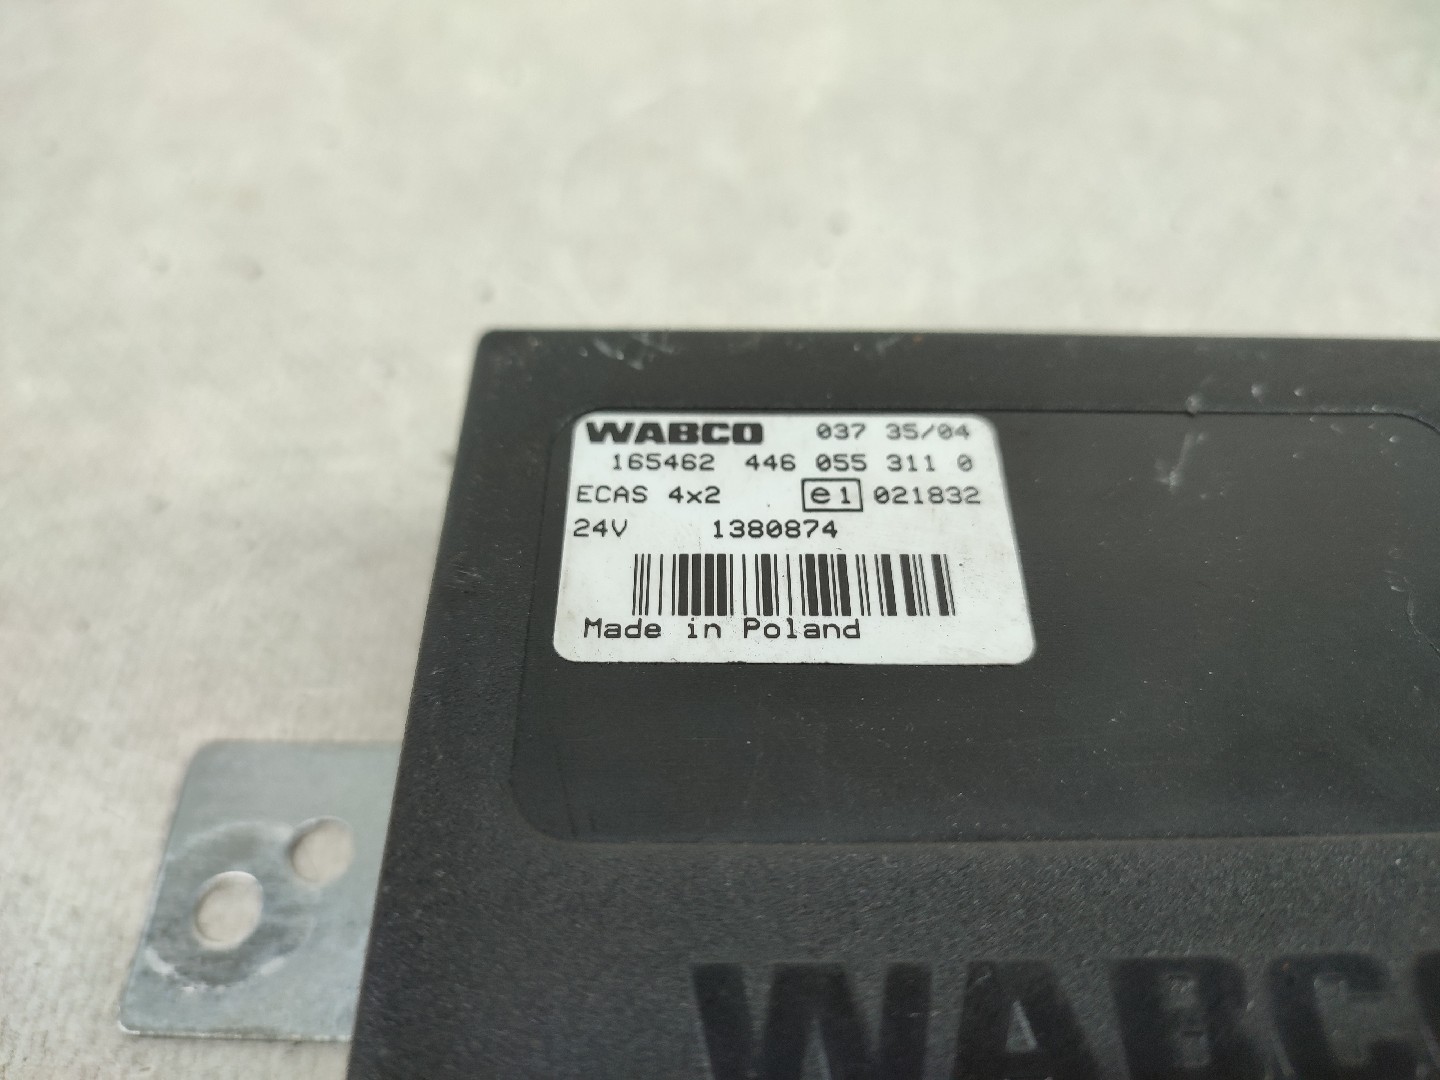 WABCO 037 35/04
165462 446 055 311 0
ECAS 4x2 e1 021832
24V 1380874
Made in Poland
WABC